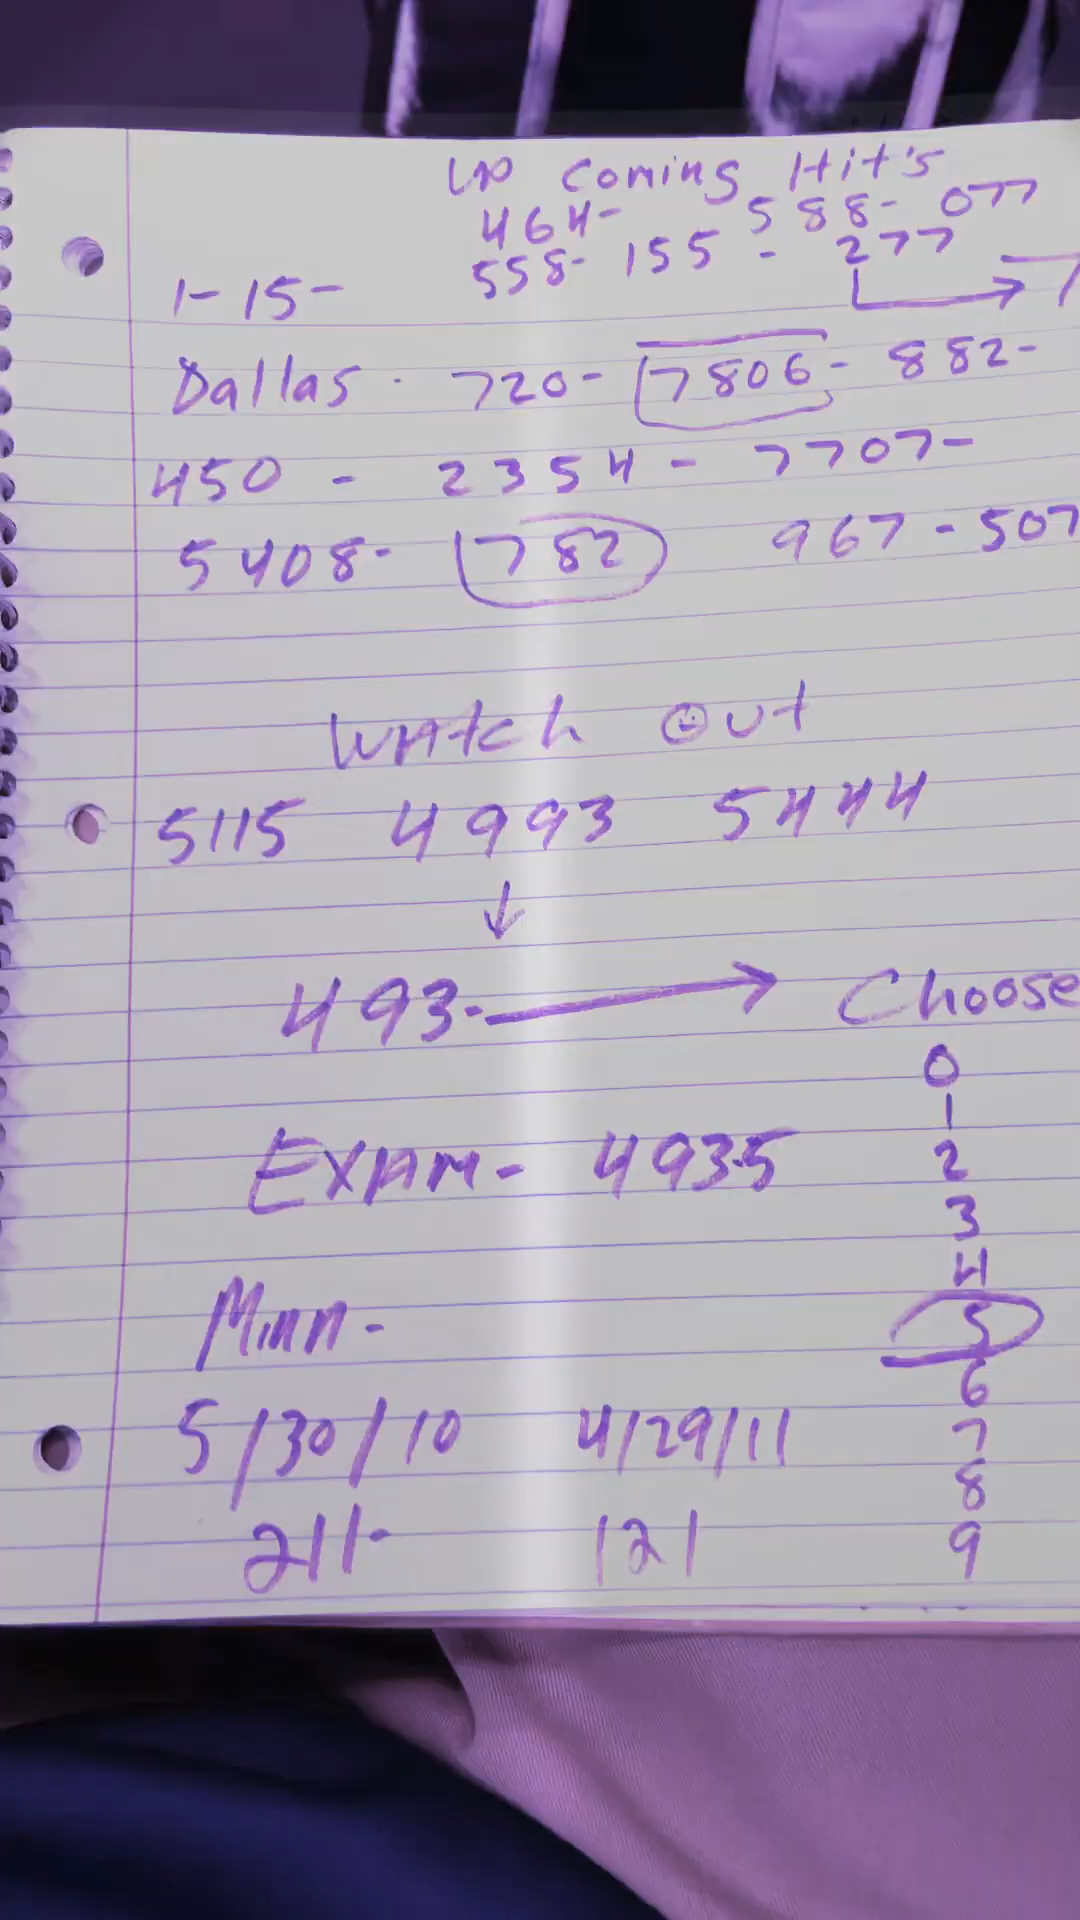 Up Coming Hit's
464- 588- 077
558- 155 - 277
1-15-
Dallas · 720- 7806- 882-
450 - 2354 - 7707-
5408- 782 967 - 507
Watch Out
5115 4993 5444
493- Choose
0
1
2
3
4
5
6
7
8
9
Exam- 4935
Minn-
5/30/10 4/29/11
211- 121